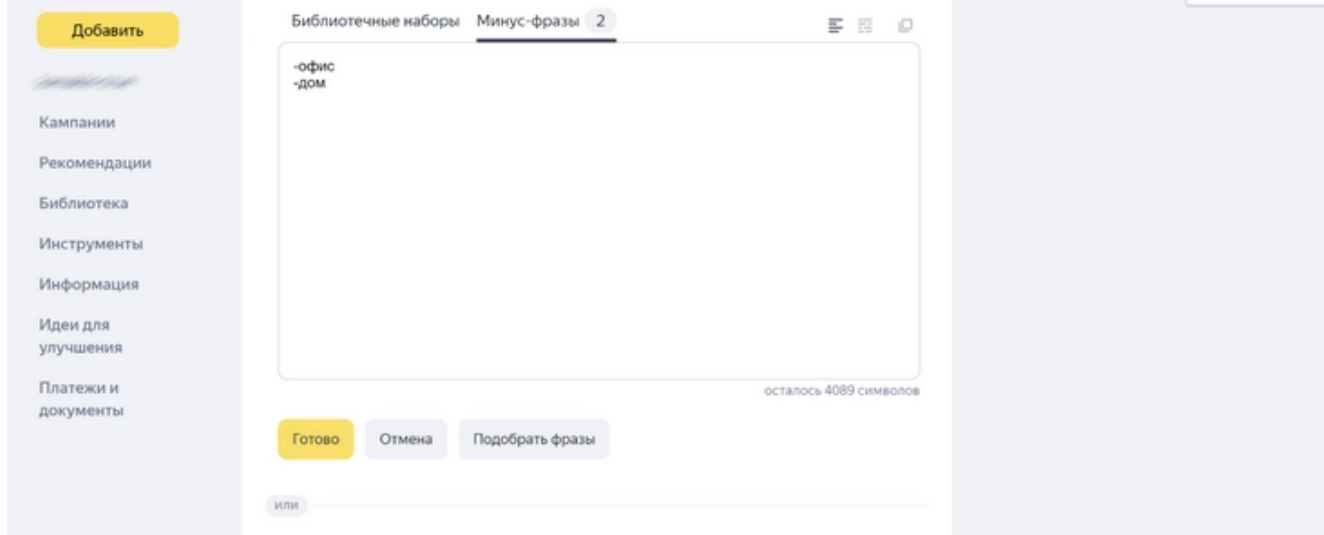 Добавить
Кампании
Рекомендации
Библиотека
Инструменты
Информация
Идеи для
улучшения
Платежи и
документы
Библиотечные наборы Минус-фразы 2
-офис
-дом
осталось 4089 символов
Готово Отмена Подобрать фразы
или